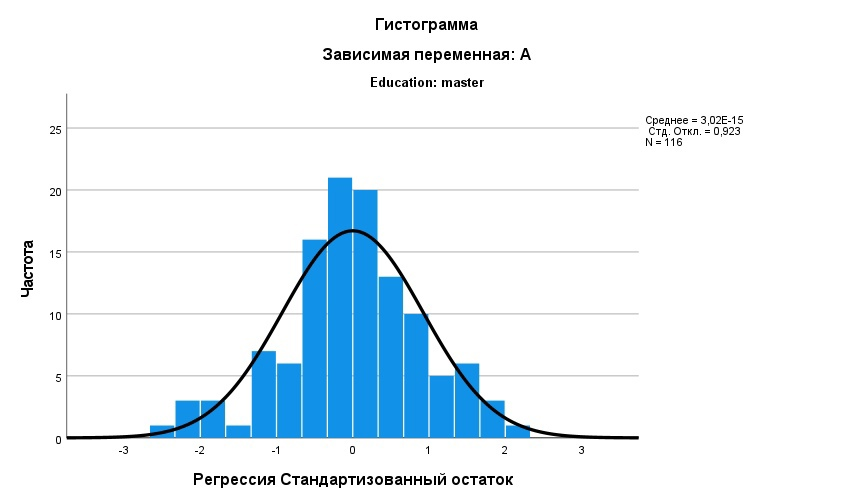 Гистограмма
Зависимая переменная: A
Education: master
Среднее = 3,02E-15
Стд. Откл. = 0,923
N = 116
Частота
25
20
15
10
5
0
-3 -2 -1 0 1 2 3
Регрессия Стандартизованный остаток